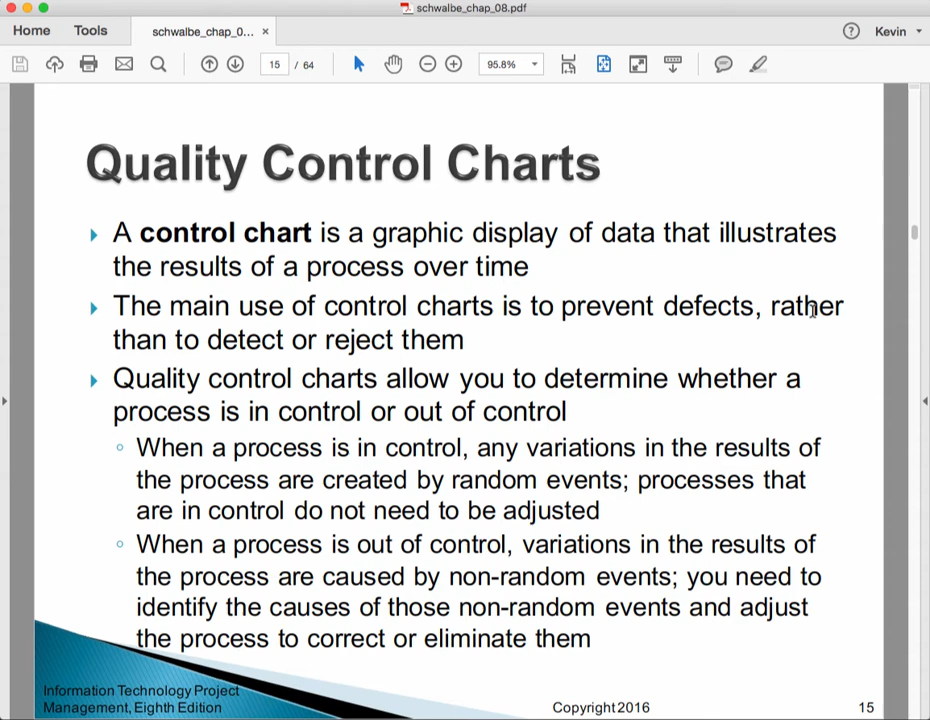 schwalbe_chap_08.pdf
Home Tools schwalbe_chap_0... × ? Kevin
15 / 64 95.8%
Quality Control Charts
A control chart is a graphic display of data that illustrates
the results of a process over time
The main use of control charts is to prevent defects, rather
than to detect or reject them
Quality control charts allow you to determine whether a
process is in control or out of control
When a process is in control, any variations in the results of
the process are created by random events; processes that
are in control do not need to be adjusted
When a process is out of control, variations in the results of
the process are caused by non-random events; you need to
identify the causes of those non-random events and adjust
the process to correct or eliminate them
Information Technology Project
Management, Eighth Edition Copyright 2016 15